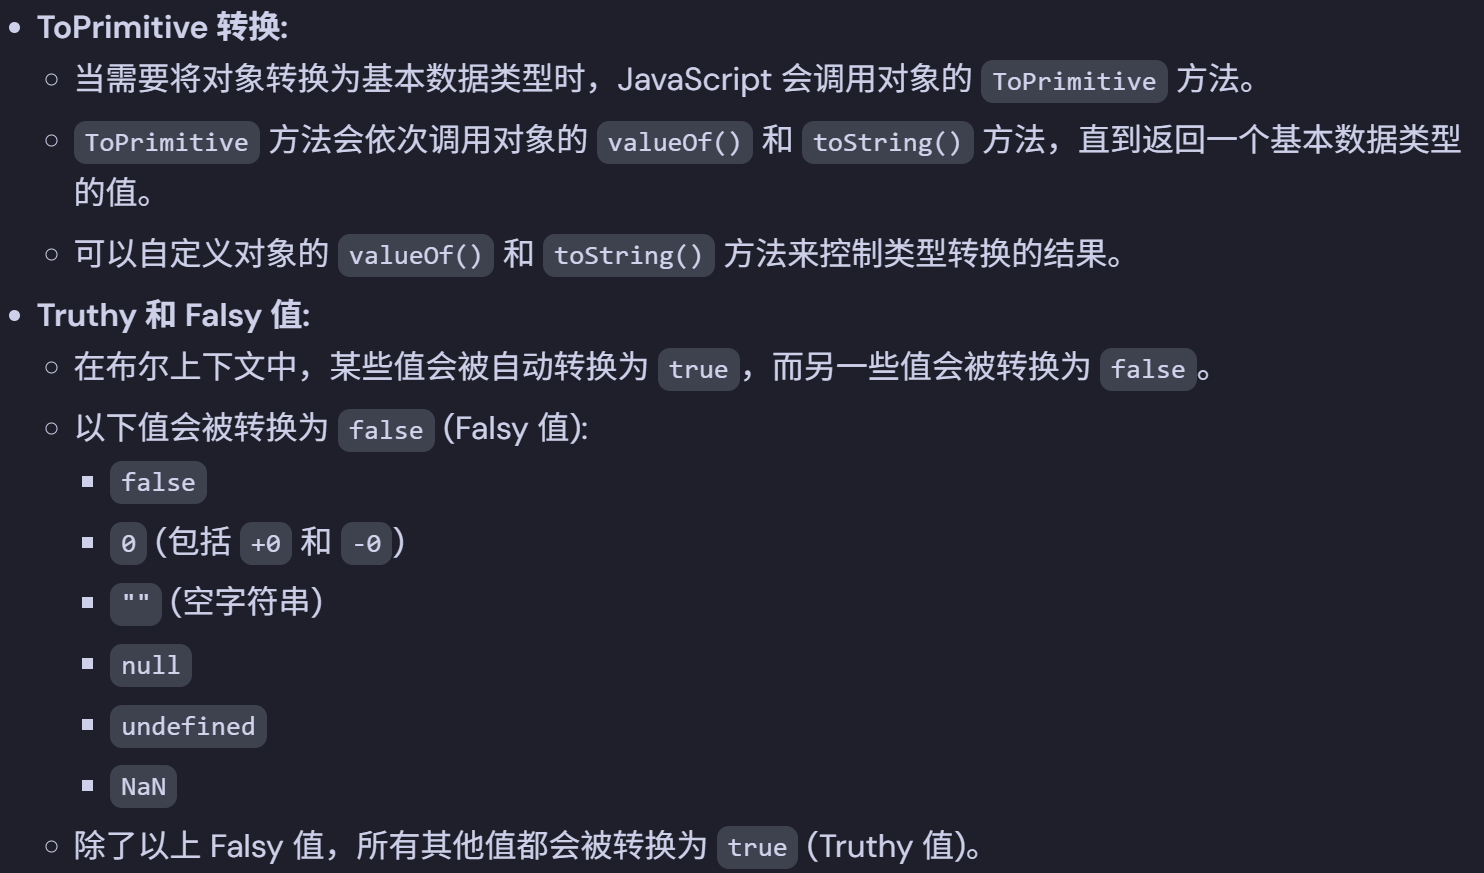 ToPrimitive 转换:
当需要将对象转换为基本数据类型时，JavaScript 会调用对象的 ToPrimitive 方法。
ToPrimitive 方法会依次调用对象的 valueOf() 和 toString() 方法，直到返回一个基本数据类型
的值。
可以自定义对象的 valueOf() 和 toString() 方法来控制类型转换的结果。
Truthy 和 Falsy 值:
在布尔上下文中，某些值会被自动转换为 true，而另一些值会被转换为 false。
以下值会被转换为 false (Falsy 值):
false
0 (包括 +0 和 -0)
"" (空字符串)
null
undefined
NaN
除了以上 Falsy 值，所有其他值都会被转换为 true (Truthy 值)。